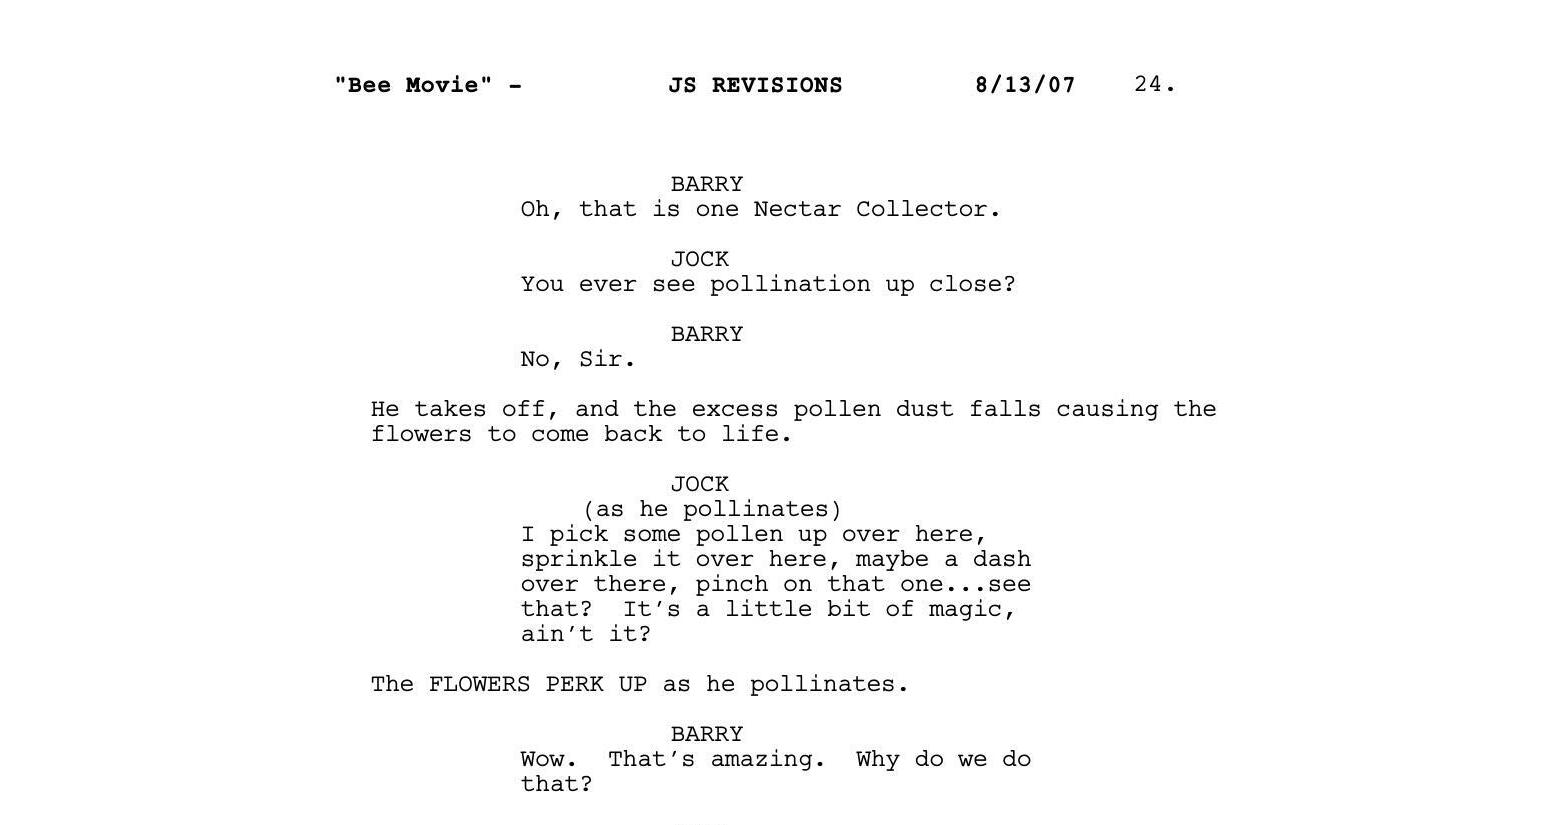 "Bee Movie" - JS REVISIONS 8/13/07 24.
BARRY
Oh, that is one Nectar Collector.
JOCK
You ever see pollination up close?
BARRY
No, Sir.
He takes off, and the excess pollen dust falls causing the
flowers to come back to life.
JOCK
(as he pollinates)
I pick some pollen up over here,
sprinkle it over here, maybe a dash
over there, pinch on that one...see
that?  It's a little bit of magic,
ain't it?
The FLOWERS PERK UP as he pollinates.
BARRY
Wow.  That's amazing.  Why do we do
that?